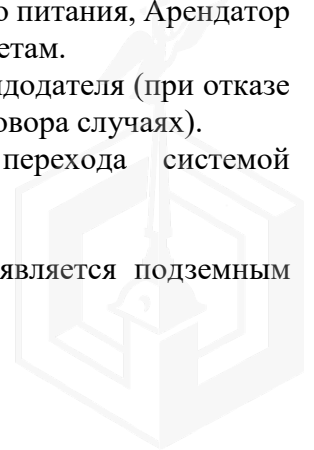 о питания, Арендатор
етам.
ндодателя (при отказе
овора случаях).
перехода системой
является подземным